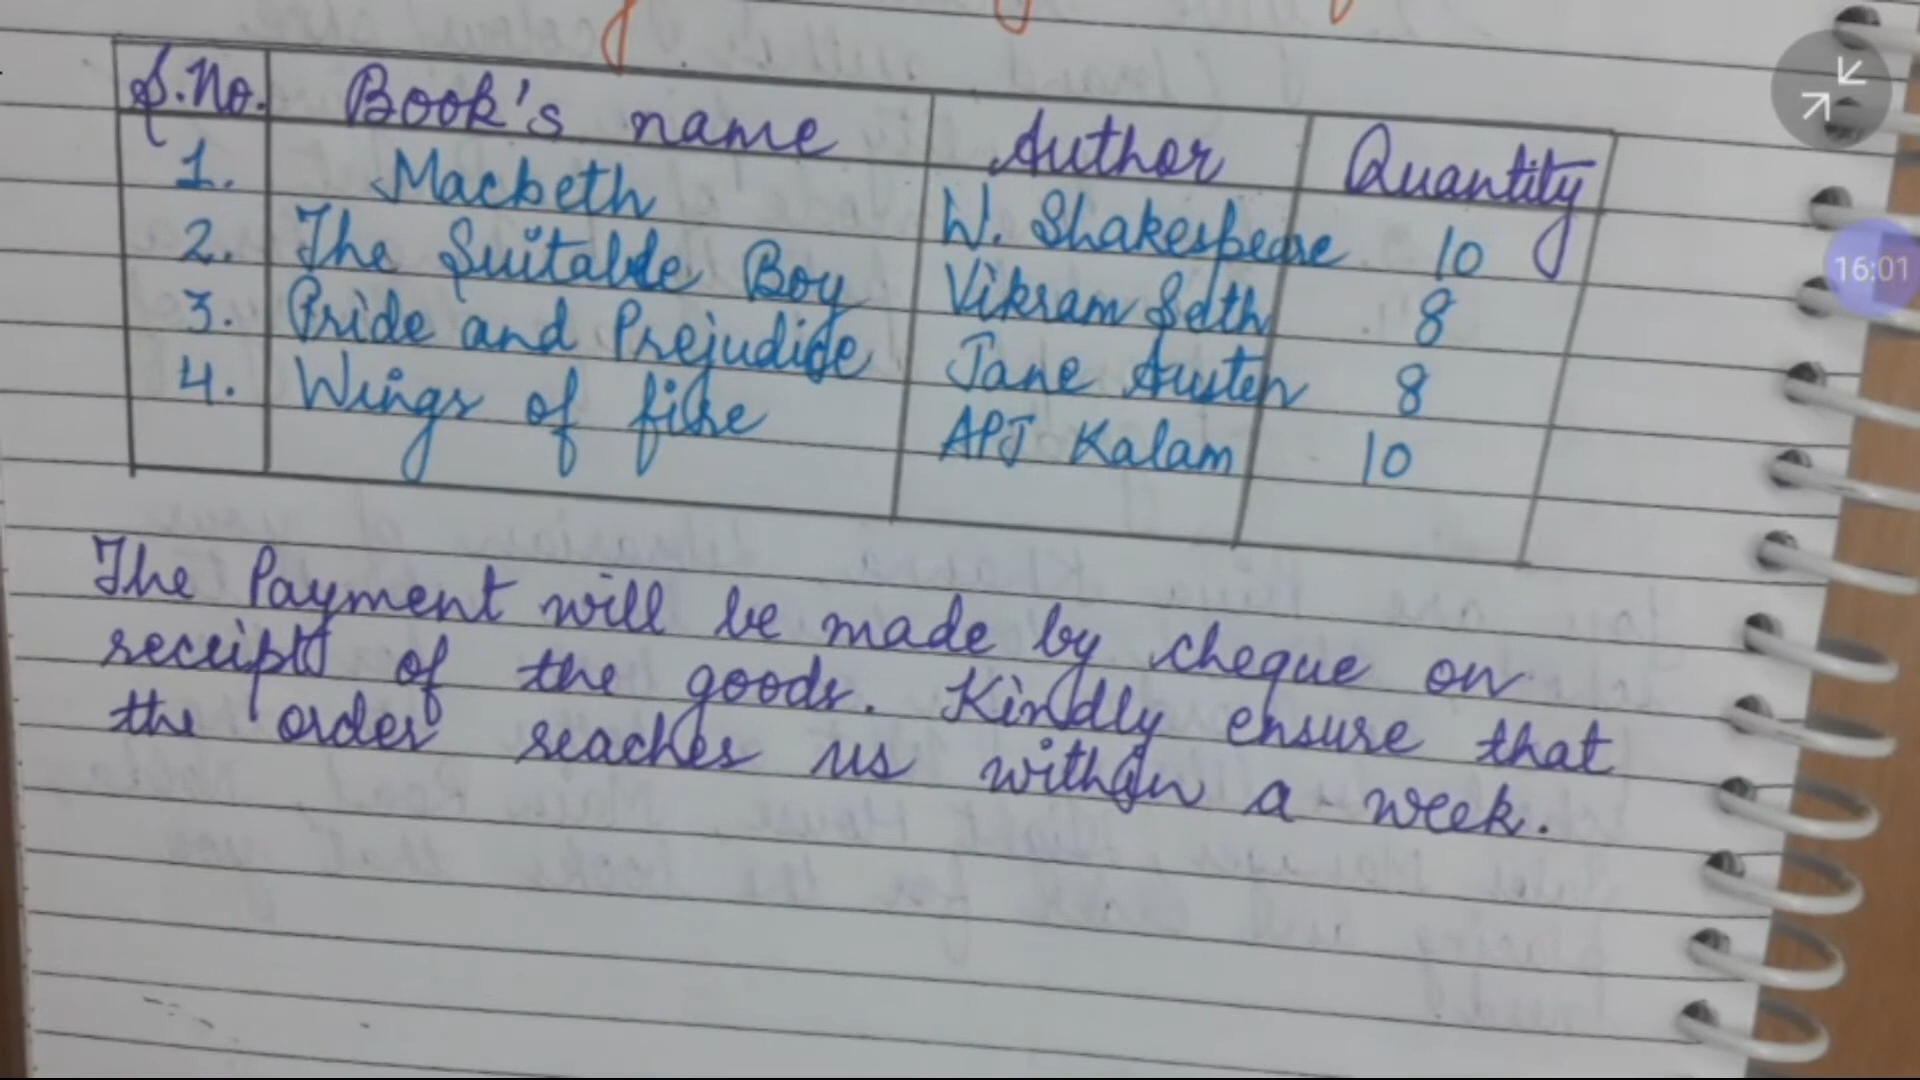 S.No. Book's name Author Quantity
1. Macbeth W. Shakespeare 10
2. The Suitable Boy Vikram Seth 8
3. Pride and Prejudice Jane Austen 8
4. Wings of fire APJ Kalam 10
The Payment will be made by cheque on
receipt of the goods. Kindly ensure that
the order reaches us within a week.
16:01